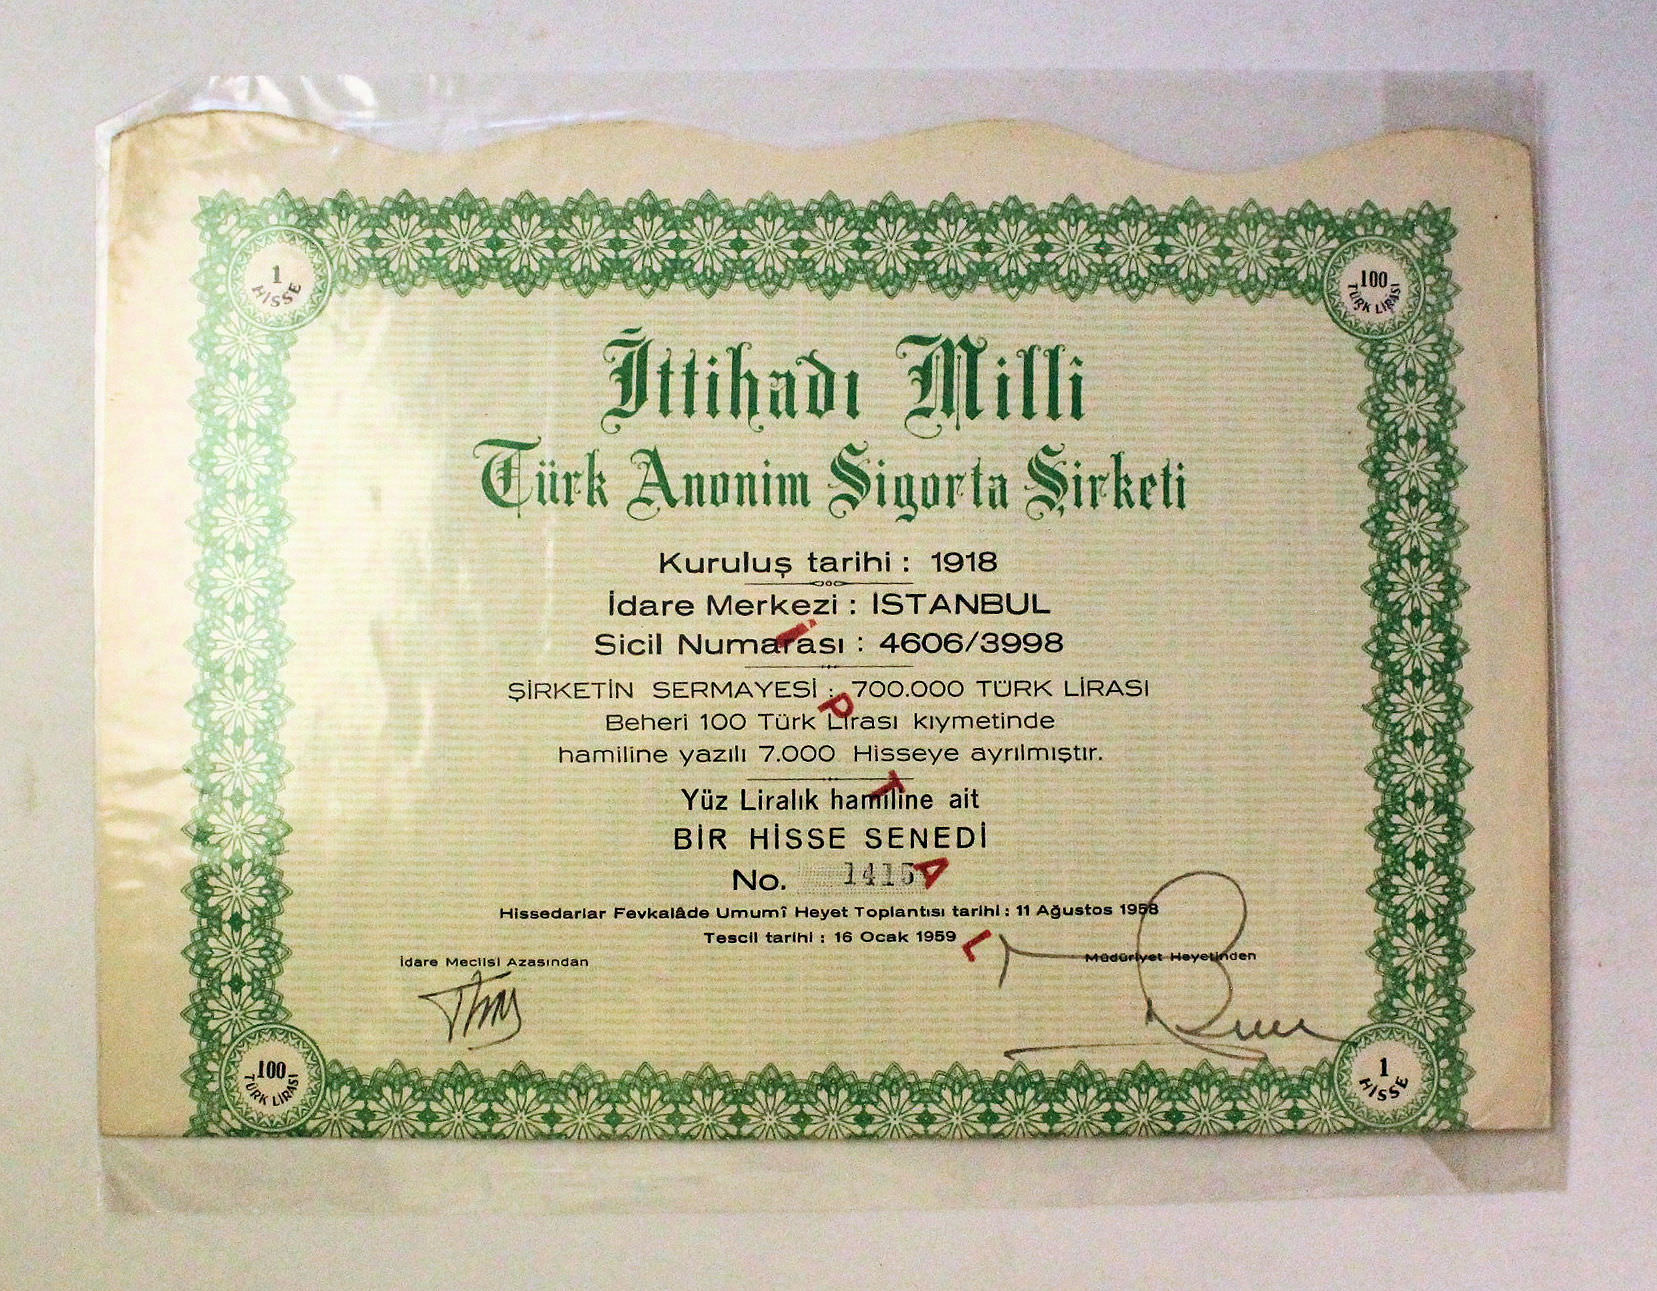 1
HİSSE
100
TÜRK LİRASI
İttihadı Milli
Türk Anonim Sigorta Şirketi
Kuruluş tarihi : 1918
İdare Merkezi : İSTANBUL
Sicil Numarası : 4606/3998
ŞİRKETİN SERMAYESİ : 700.000 TÜRK LİRASI
Beheri 100 Türk Lirası kıymetinde
hamiline yazılı 7.000 Hisseye ayrılmıştır.
Yüz Liralık hamiline ait
BİR HİSSE SENEDİ
No. 1415
İPTAL
Hissedarlar Fevkalâde Umumî Heyet Toplantısı tarihi : 11 Ağustos 1958
Tescil tarihi : 16 Ocak 1959
İdare Meclisi Azasından
Müdüriyet Heyetinden
100
TÜRK LİRASI
1
HİSSE